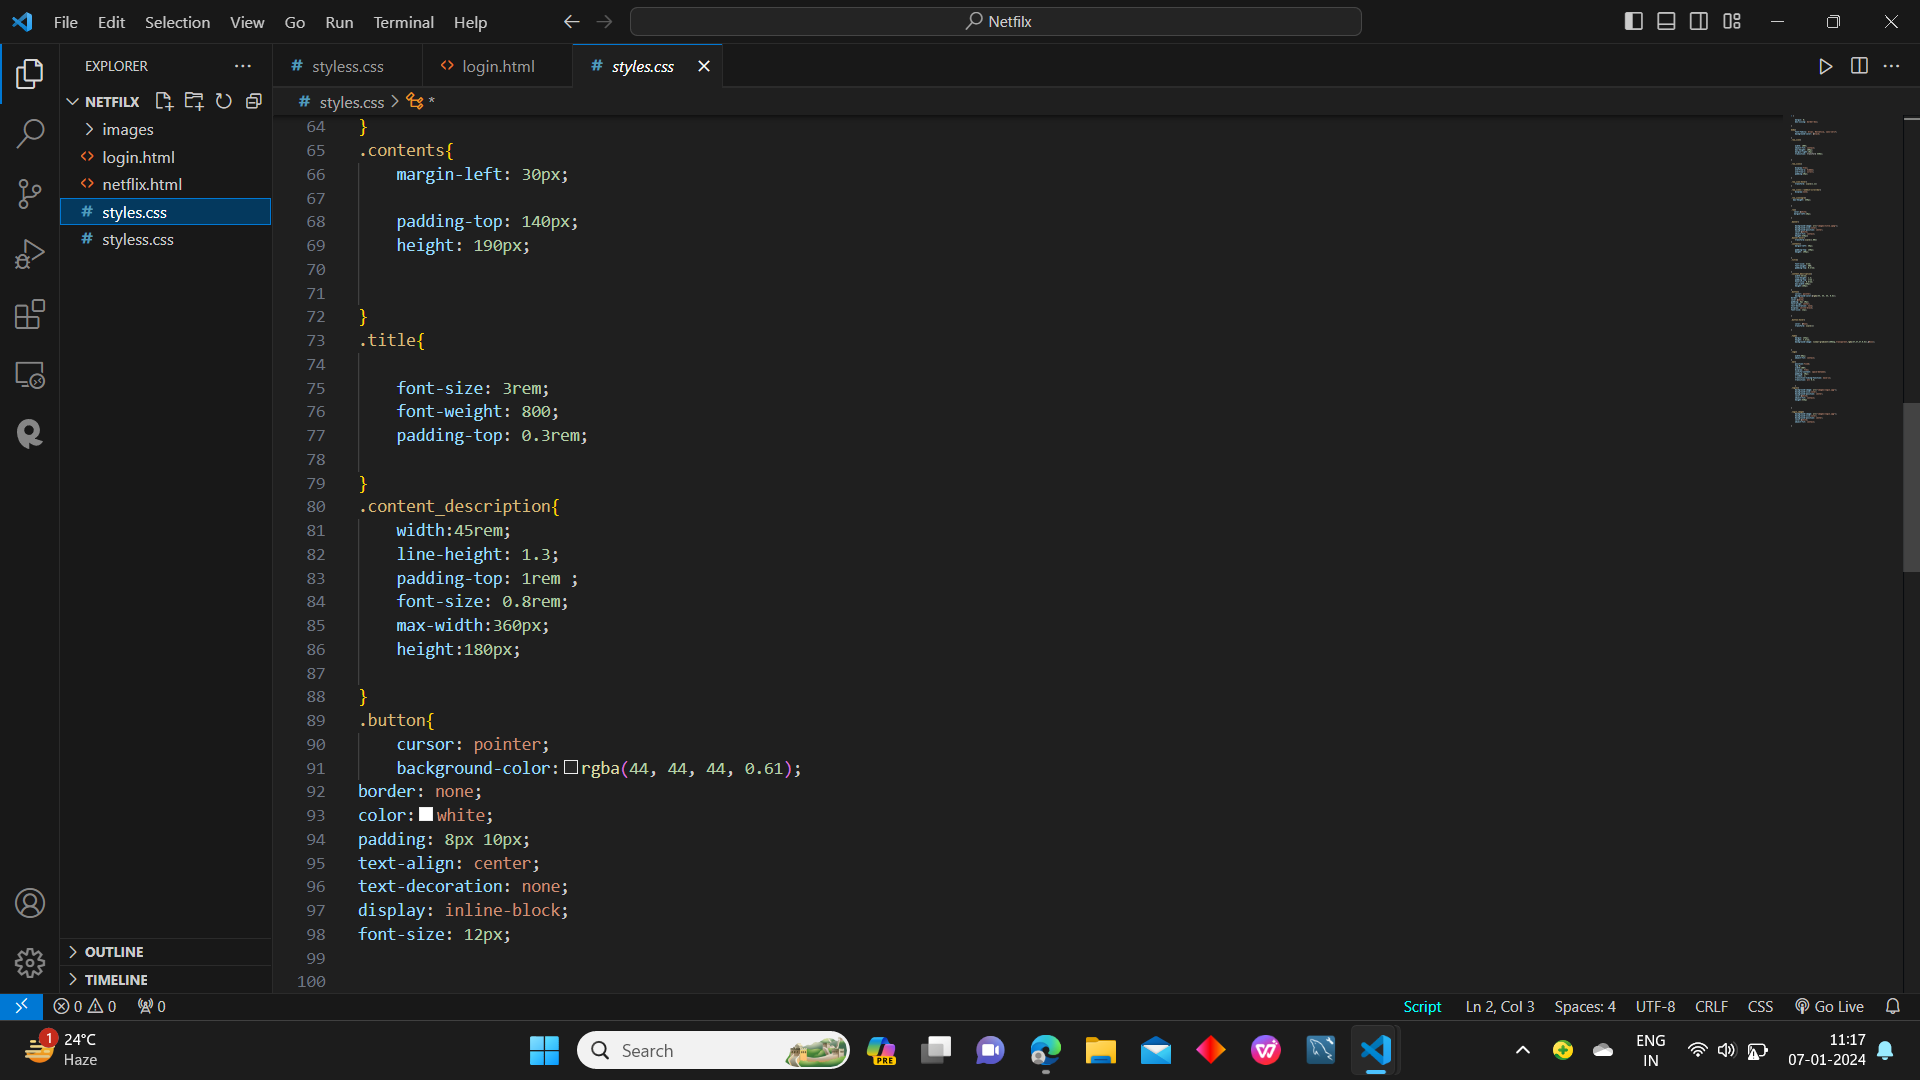 File Edit Selection View Go Run Terminal Help
Netfilx
EXPLORER
styless.css
login.html
styles.css
NETFILX
styles.css > *
images
login.html
netflix.html
styles.css
styless.css
64 }
65 .contents{
66 margin-left: 30px;
67
68 padding-top: 140px;
69 height: 190px;
70
71
72 }
73 .title{
74
75 font-size: 3rem;
76 font-weight: 800;
77 padding-top: 0.3rem;
78
79 }
80 .content_description{
81 width:45rem;
82 line-height: 1.3;
83 padding-top: 1rem ;
84 font-size: 0.8rem;
85 max-width:360px;
86 height:180px;
87
88 }
89 .button{
90 cursor: pointer;
91 background-color: rgba(44, 44, 44, 0.61);
92 border: none;
93 color: white;
94 padding: 8px 10px;
95 text-align: center;
96 text-decoration: none;
97 display: inline-block;
98 font-size: 12px;
99
100
OUTLINE
TIMELINE
0 0 0
Script Ln 2, Col 3 Spaces: 4 UTF-8 CRLF CSS Go Live
1
24°C
Haze
Search
PRE
ENG
IN
11:17
07-01-2024